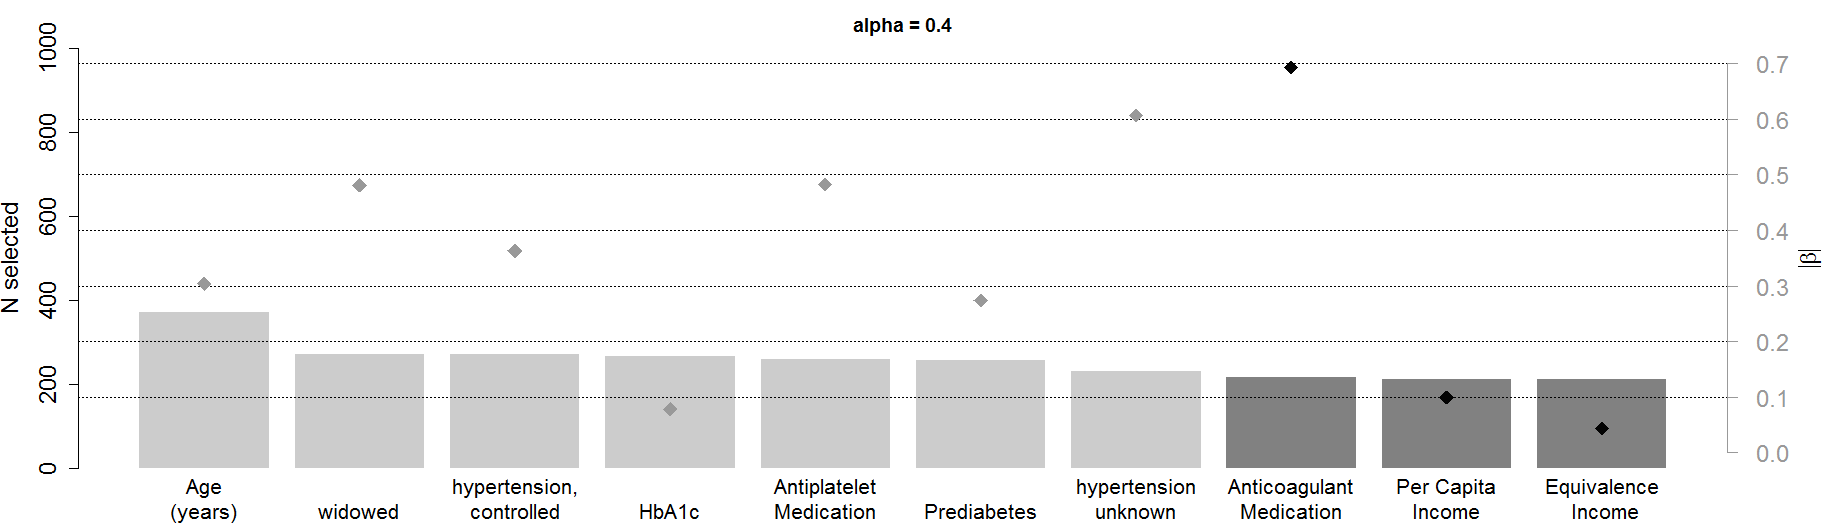 alpha = 0.4
1000
800
600
400
200
0
N selected
0.7
0.6
0.5
0.4
0.3
0.2
0.1
0.0
|β|
Age
(years)
widowed
hypertension,
controlled
HbA1c
Antiplatelet
Medication
Prediabetes
hypertension
unknown
Anticoagulant
Medication
Per Capita
Income
Equivalence
Income